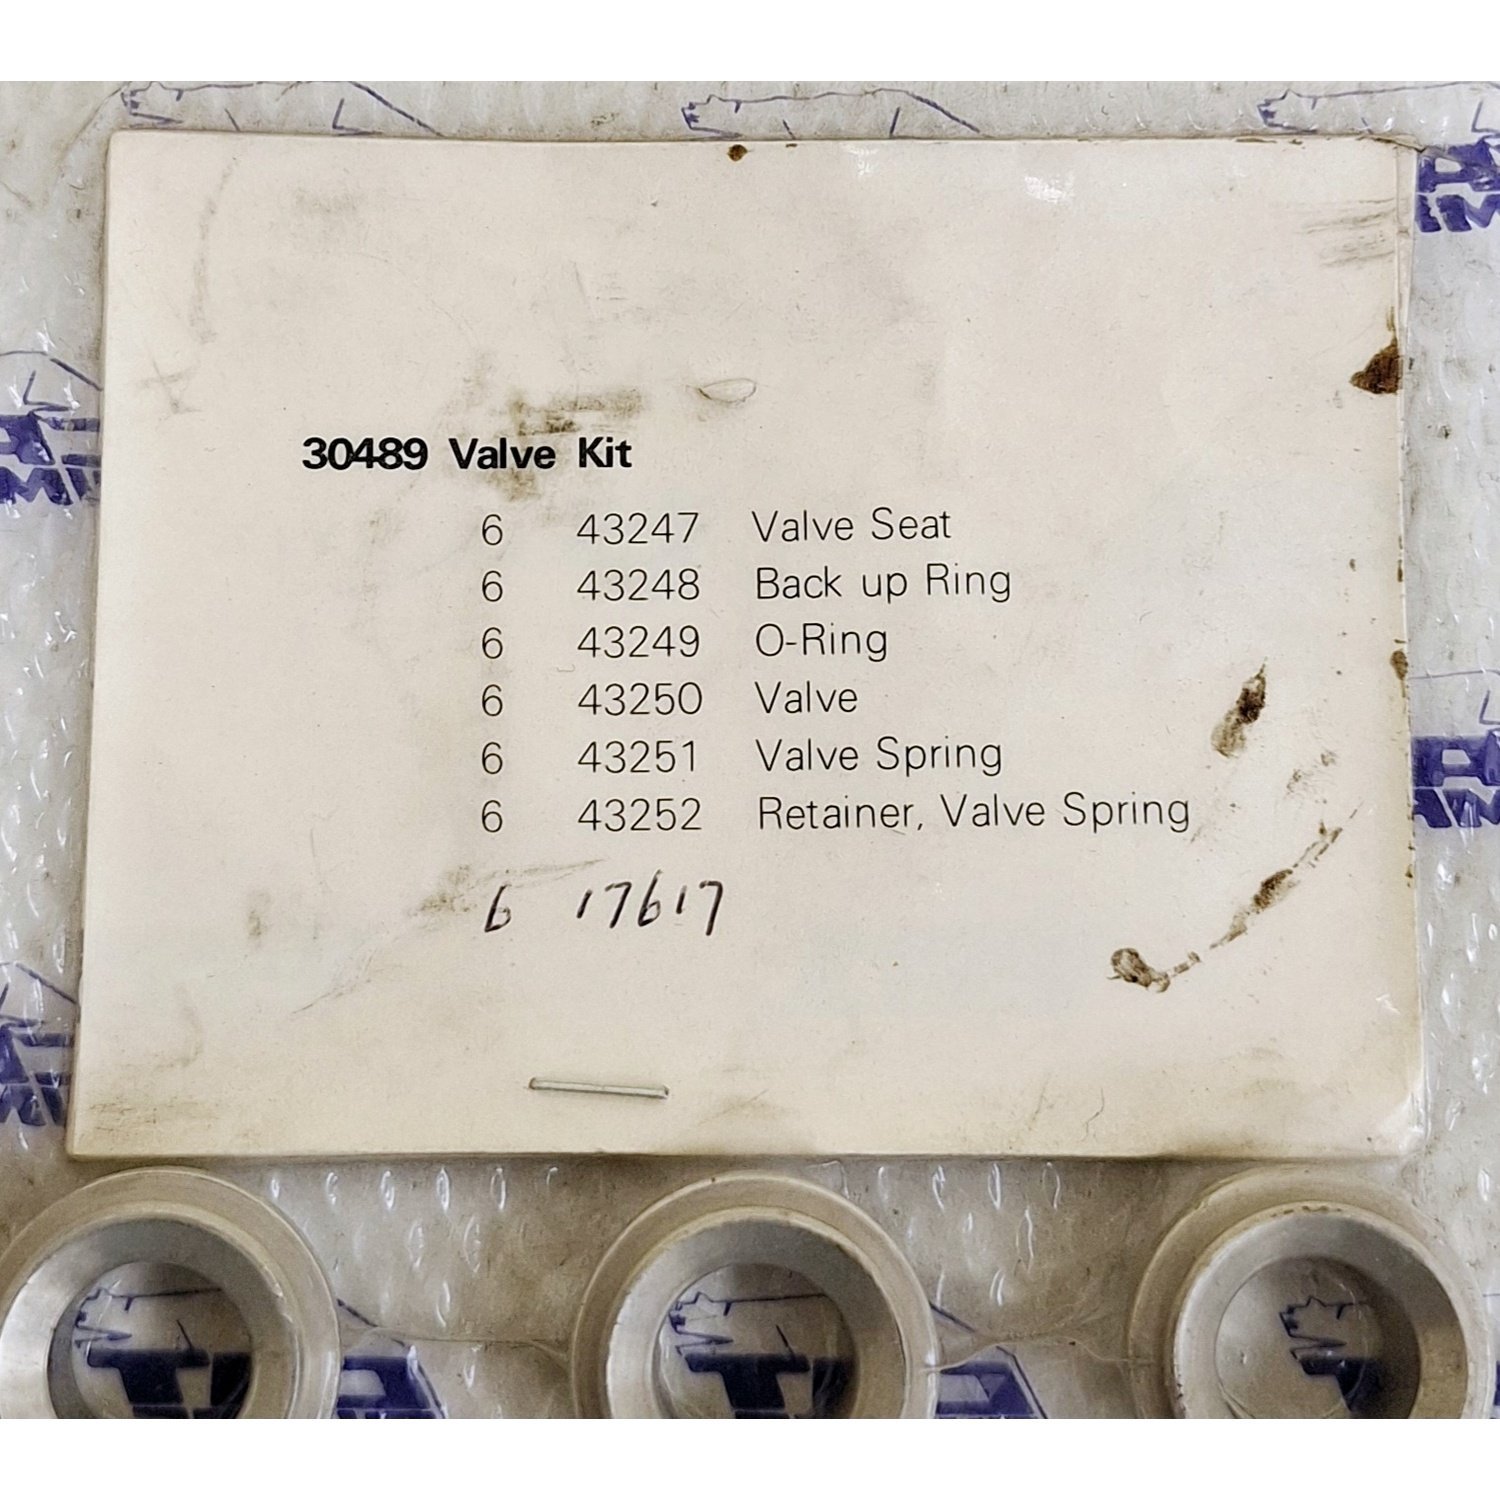 30489 Valve Kit
6 43247 Valve Seat
6 43248 Back up Ring
6 43249 O-Ring
6 43250 Valve
6 43251 Valve Spring
6 43252 Retainer, Valve Spring
6 17617